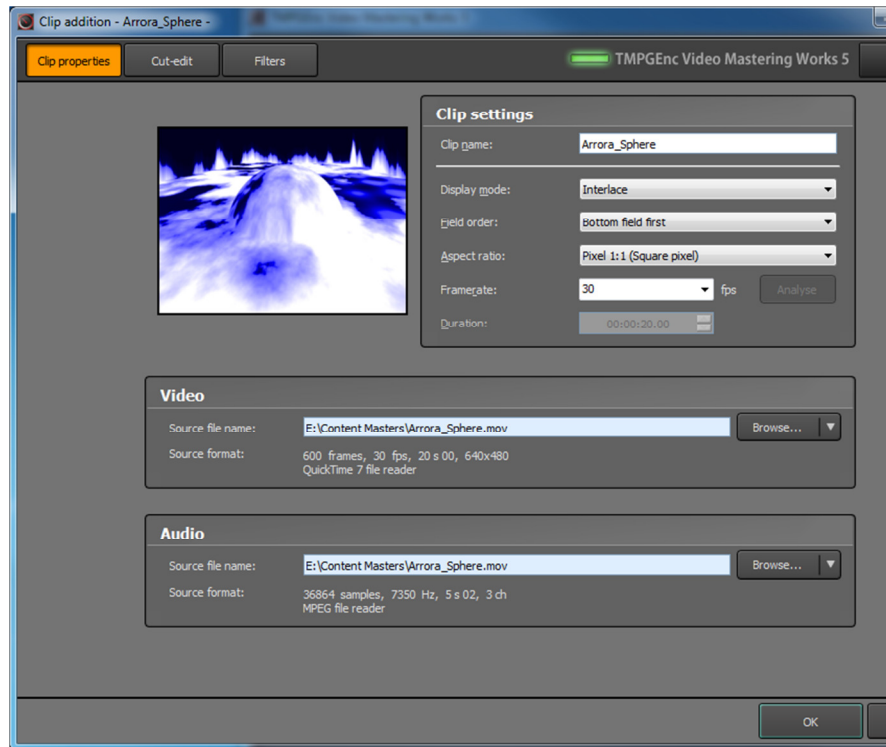 Clip addition - Arrora_Sphere -
Clip properties
Cut-edit
Filters
TMPGEnc Video Mastering Works 5
Clip settings
Clip name:
Arrora_Sphere
Display mode:
Interlace
Field order:
Bottom field first
Aspect ratio:
Pixel 1:1 (Square pixel)
Framerate:
30
fps
Analyse
Duration:
00:00:20.00
Video
Source file name:
E:\Content Masters\Arrora_Sphere.mov
Browse...
Source format:
600 frames, 30 fps, 20 s 00, 640x480
QuickTime 7 file reader
Audio
Source file name:
E:\Content Masters\Arrora_Sphere.mov
Browse...
Source format:
36864 samples, 7350 Hz, 5 s 02, 3 ch
MPEG file reader
OK